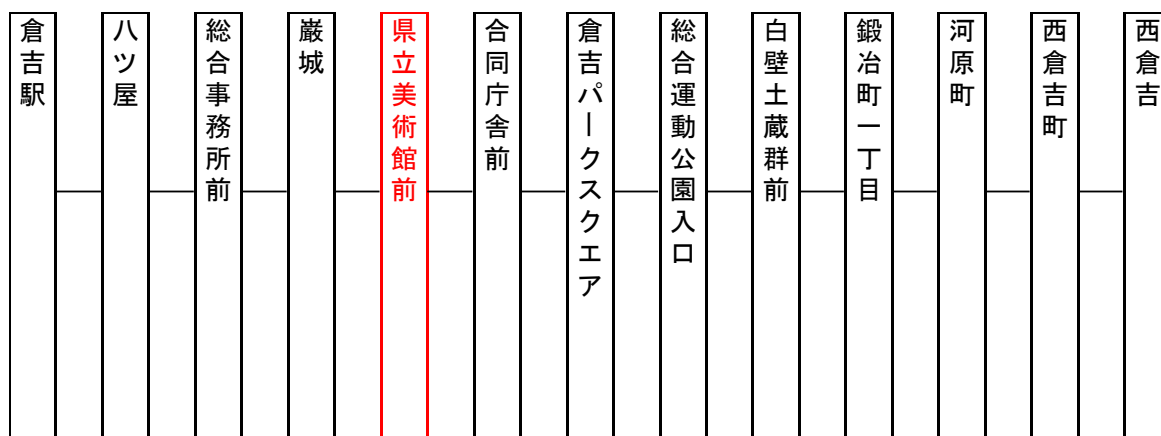 倉吉駅
八ツ屋
総合事務所前
巌城
県立美術館前
合同庁舎前
倉吉パークスクエア
総合運動公園入口
白壁土蔵群前
鍛冶町一丁目
河原町
西倉吉町
西倉吉